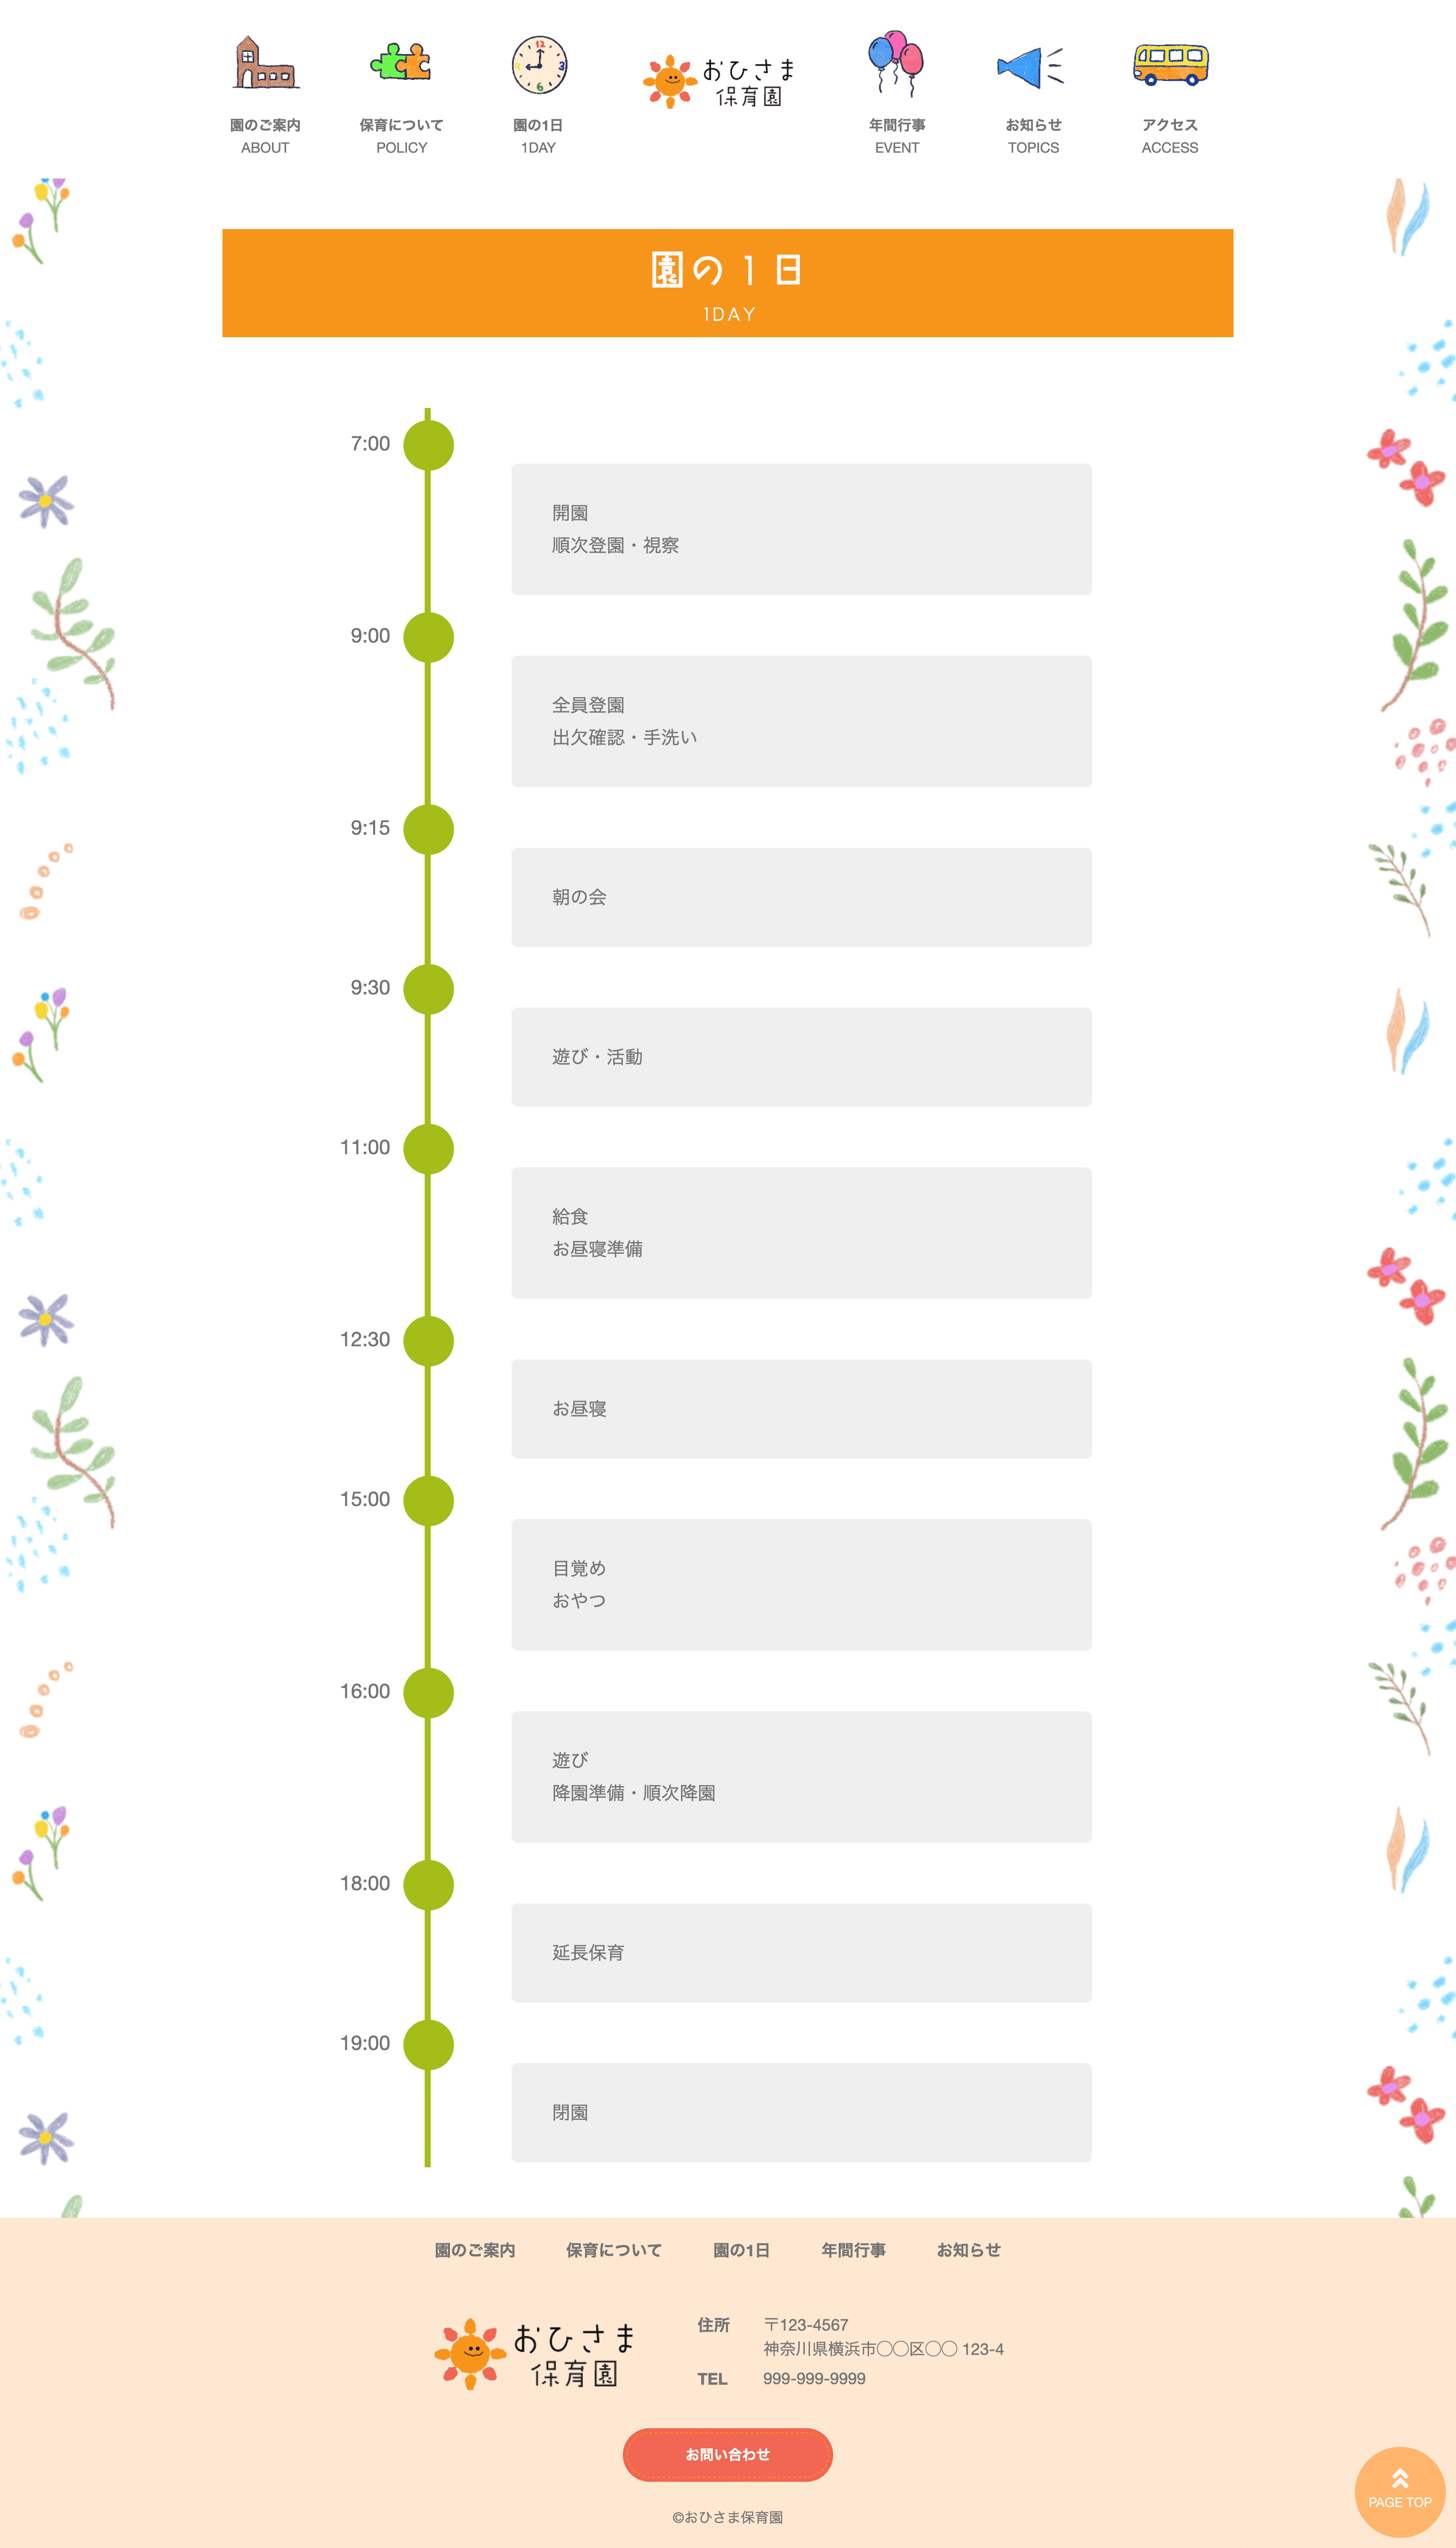 園のご案内
ABOUT
保育について
POLICY
12
3
6
9
園の1日
1DAY
おひさま
保育園
年間行事
EVENT
お知らせ
TOPICS
アクセス
ACCESS
園の1日
1DAY
7:00
開園
順次登園・視察
9:00
全員登園
出欠確認・手洗い
9:15
朝の会
9:30
遊び・活動
11:00
給食
お昼寝準備
12:30
お昼寝
15:00
目覚め
おやつ
16:00
遊び
降園準備・順次降園
18:00
延長保育
19:00
閉園
園のご案内 保育について 園の1日 年間行事 お知らせ
おひさま
保育園
住所 〒123-4567
神奈川県横浜市◯◯区◯◯ 123-4
TEL 999-999-9999
お問い合わせ
PAGE TOP
©おひさま保育園